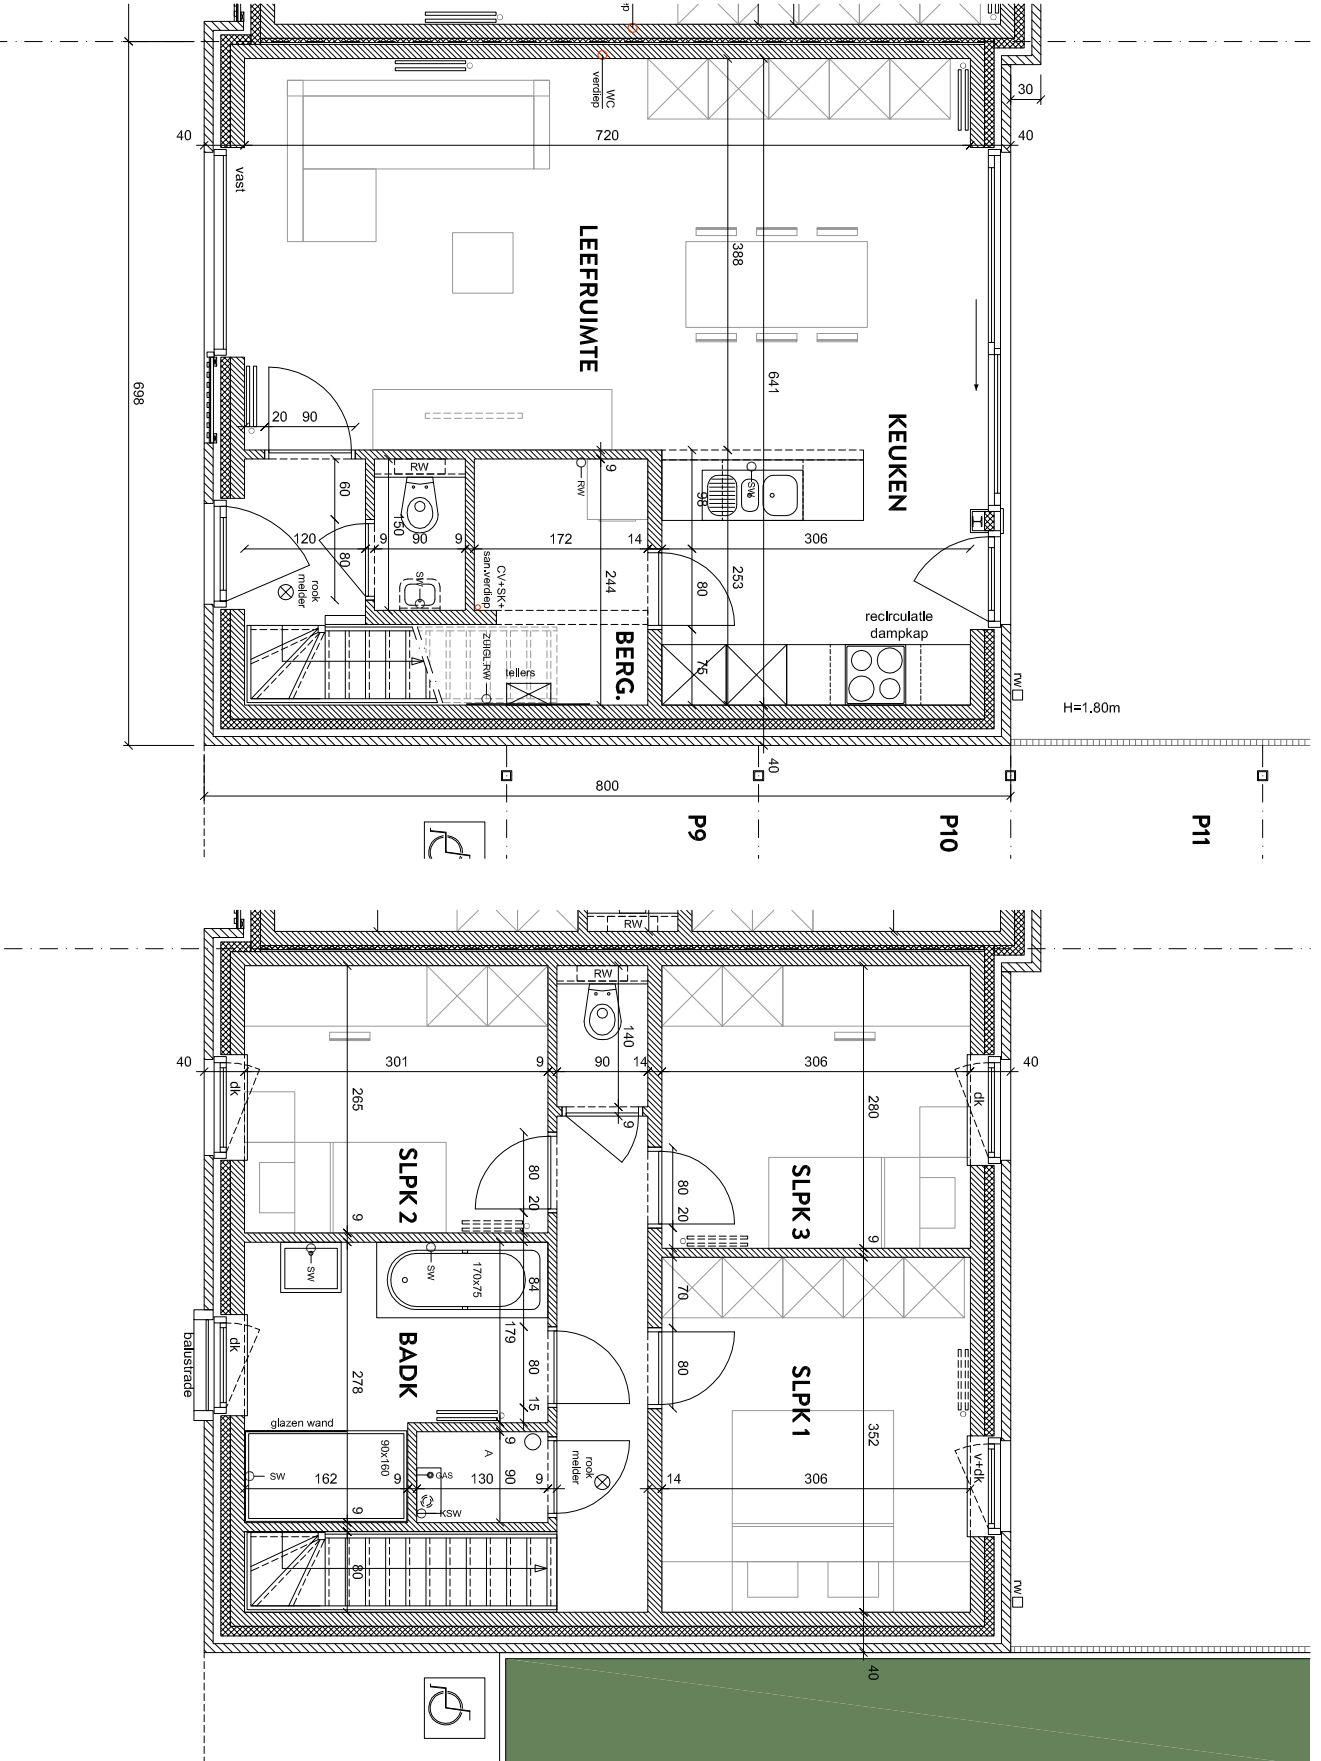 WC
verdiep
30
40
720
40
vast
LEEFRUIMTE
388
641
698
KEUKEN
20
90
RW
9
RW
SW
98
60
150
120
9
90
9
172
14
306
80
SW
rook
melder
CV+SK+
san.verdiep
244
80
253
recirculatie
dampkap
BERG.
ZUIGL.RW
tellers
75
rw
H=1.80m
40
800
P9
P10
P11
RW
RW
40
301
9
90
14
306
40
140
dk
265
280
dk
9
SLPK 2
80
20
80
20
SLPK 3
9
9
SW
SW
170x75
84
70
balustrade
dk
BADK
179
278
80
15
80
SLPK 1
352
glazen wand
90x160
SW
162
9
9
A
GAS
130
90
9
9
KSW
rook
melder
14
306
v+dk
80
rw
40